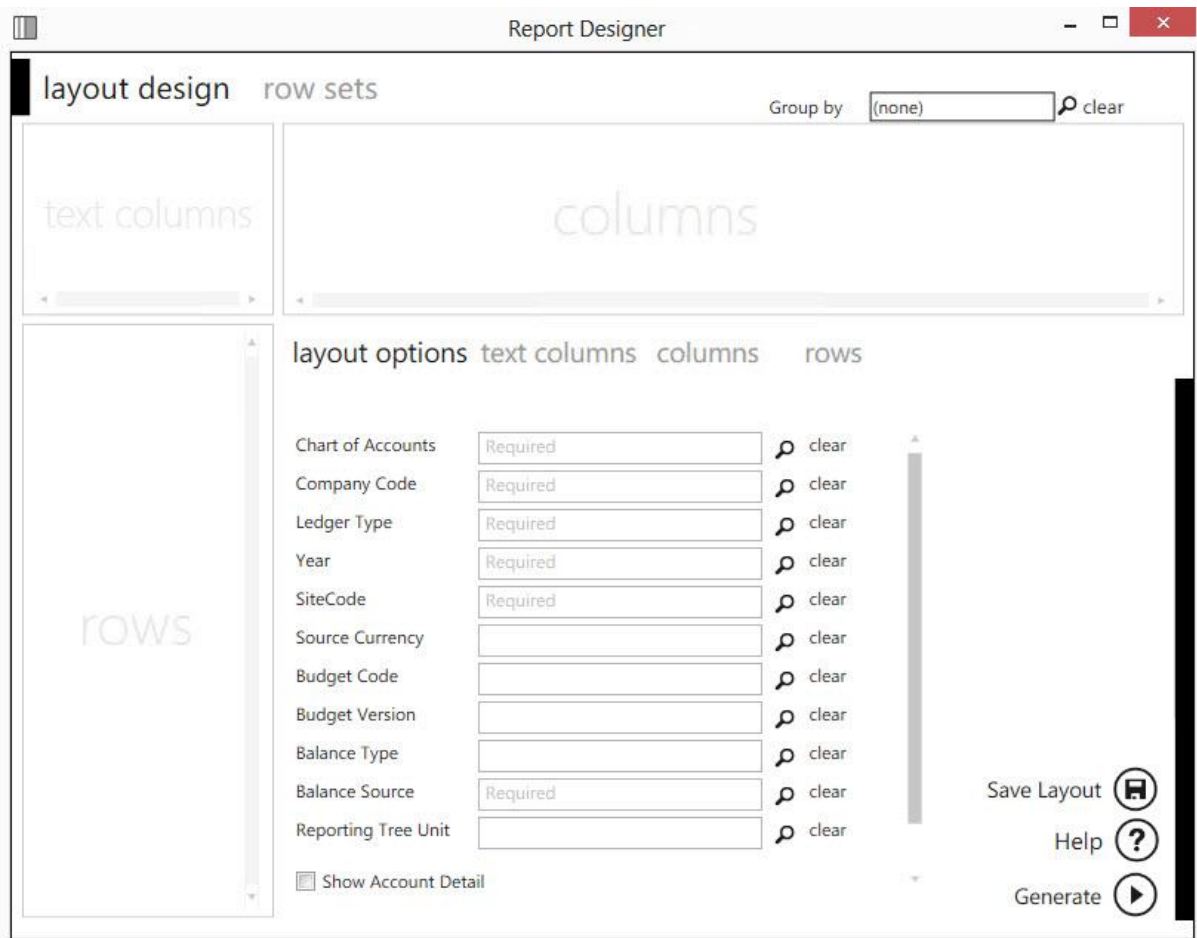 Report Designer
layout design row sets
Group by (none) clear
text columns columns
layout options text columns columns rows
Chart of Accounts Required clear
Company Code Required clear
Ledger Type Required clear
Year Required clear
SiteCode Required clear
rows
Source Currency clear
Budget Code clear
Budget Version clear
Balance Type clear
Balance Source Required clear
Reporting Tree Unit clear
Show Account Detail
Save Layout
Help ?
Generate